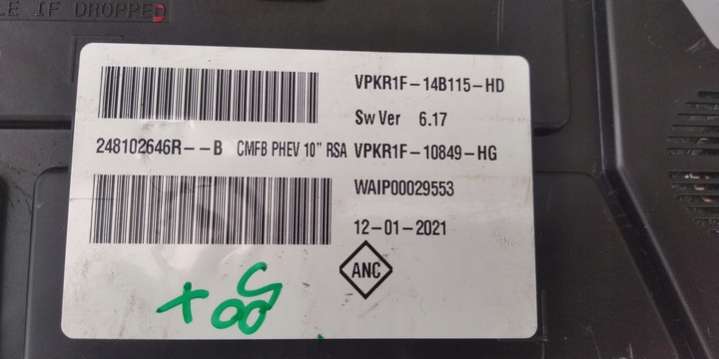 LE IF DROPPED
VPKR1F-14B115-HD
Sw Ver 6.17
248102646R--B CMFB PHEV 10" RSA VPKR1F-10849-HG
WAIP00029553
12-01-2021
ANC